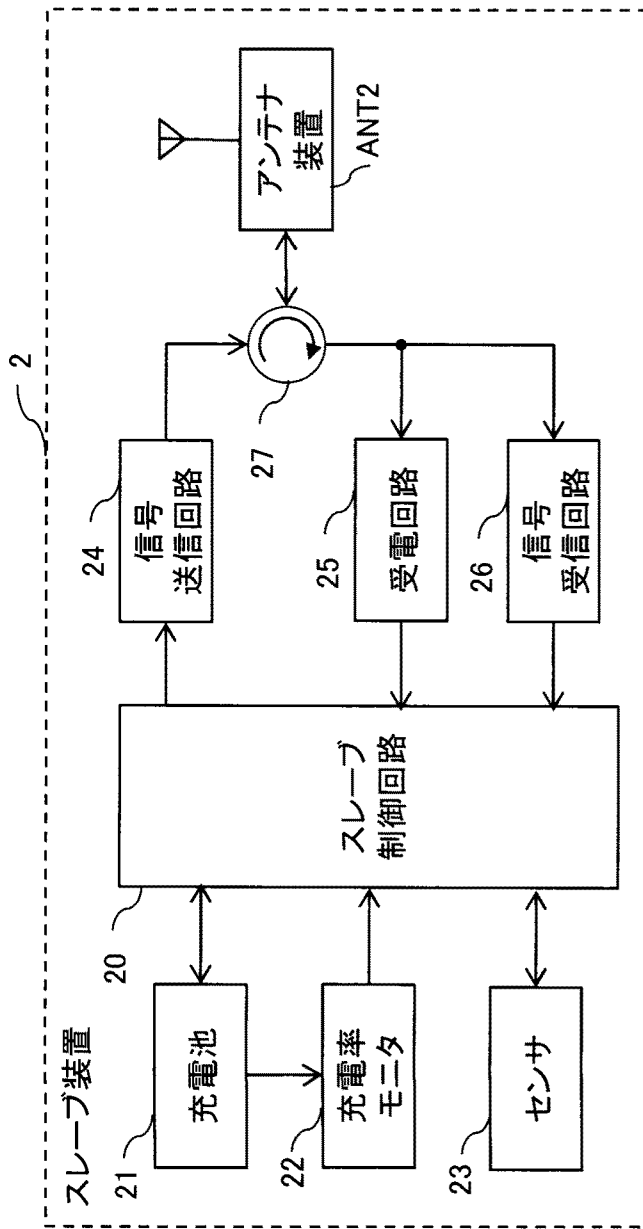 2
スレーブ装置
21
充電池
22
充電率
モニタ
23
センサ
20
スレーブ
制御回路
24
信号
送信回路
25
受電回路
26
信号
受信回路
27
アンテナ
装置
ANT2